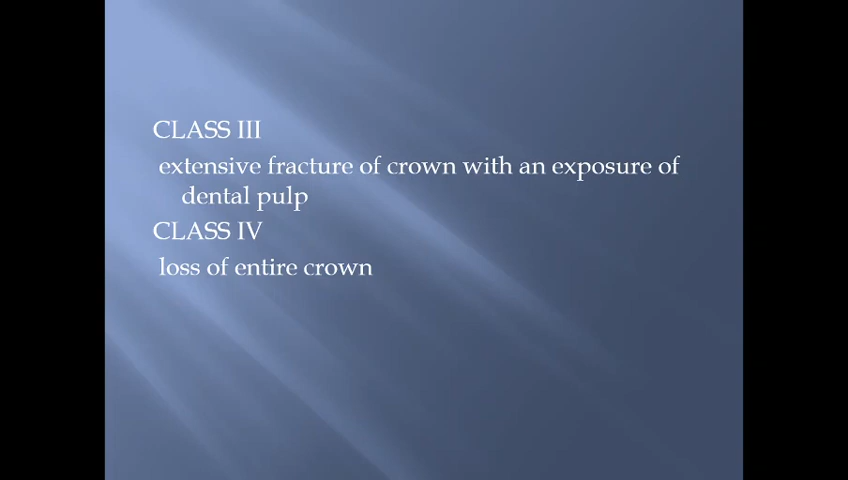 CLASS III
extensive fracture of crown with an exposure of
dental pulp
CLASS IV
loss of entire crown